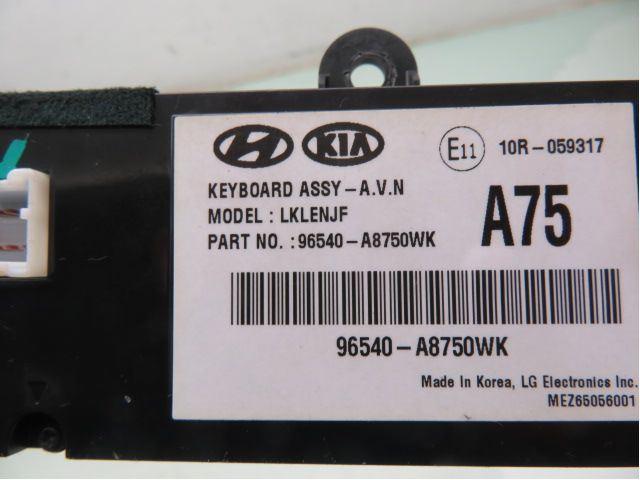 KIA
E11 10R-059317
KEYBOARD ASSY-A.V.N
MODEL : LKLENJF
A75
PART NO. : 96540-A8750WK
96540-A8750WK
Made in Korea, LG Electronics Inc.
MEZ65056001